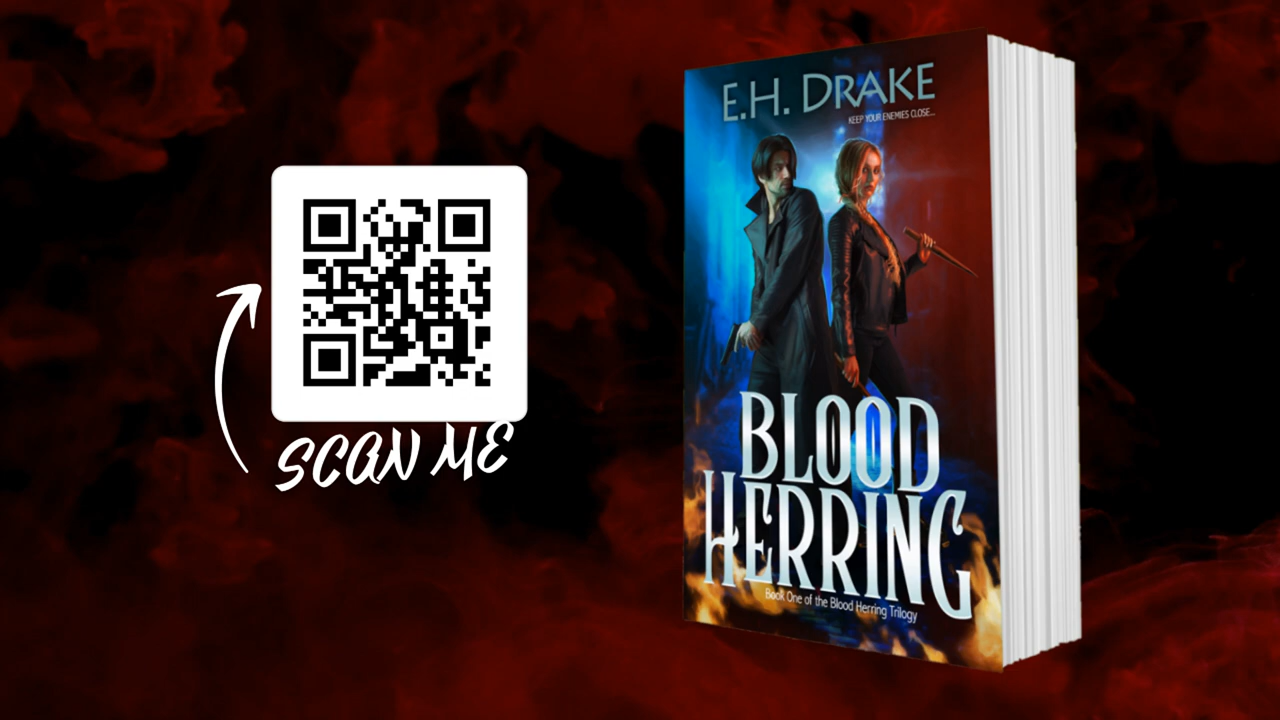 SCAN ME
E.H. DRAKE
KEEP YOUR ENEMIES CLOSE...
BLOOD
HERRING
Book One of the Blood Herring Trilogy